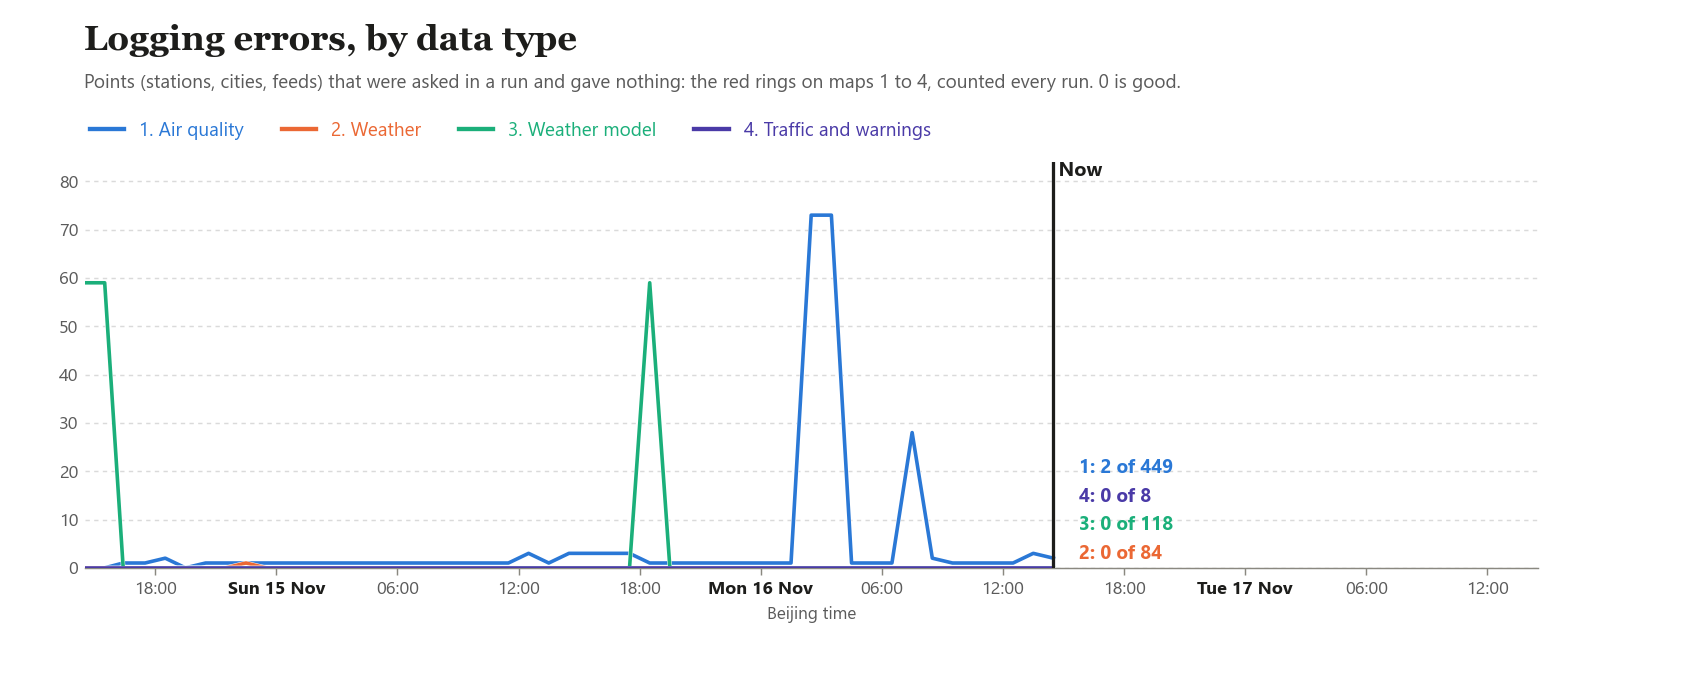 Logging errors, by data type
Points (stations, cities, feeds) that were asked in a run and gave nothing: the red rings on maps 1 to 4, counted every run. 0 is good.
1. Air quality 2. Weather 3. Weather model 4. Traffic and warnings
Now
80
70
60
50
40
30
20
10
0
1: 2 of 449
4: 0 of 8
3: 0 of 118
2: 0 of 84
18:00 Sun 15 Nov 06:00 12:00 18:00 Mon 16 Nov 06:00 12:00 18:00 Tue 17 Nov 06:00 12:00
Beijing time